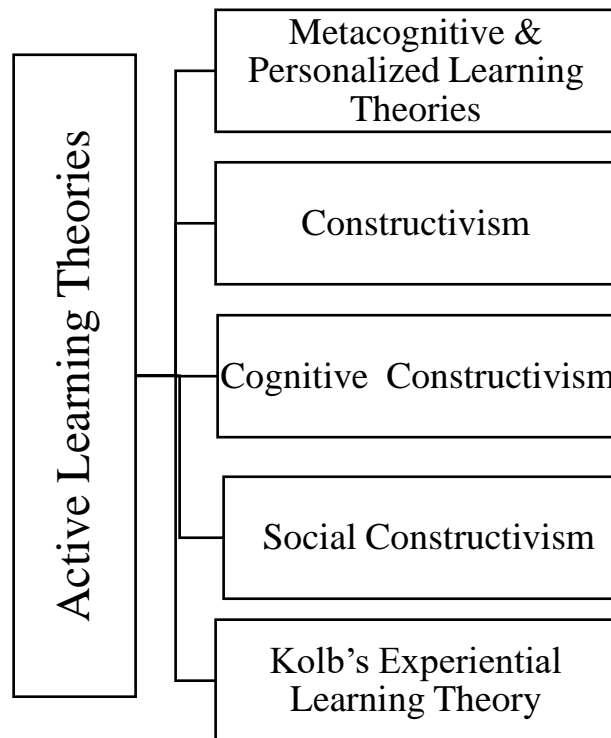 Active Learning Theories
Metacognitive &
Personalized Learning
Theories
Constructivism
Cognitive Constructivism
Social Constructivism
Kolb’s Experiential
Learning Theory